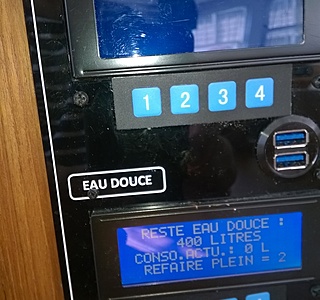 1 2 3 4
EAU DOUCE
RESTE EAU DOUCE :
400 LITRES
CONSO.ACTU.: 0 L
REFAIRE PLEIN = 2